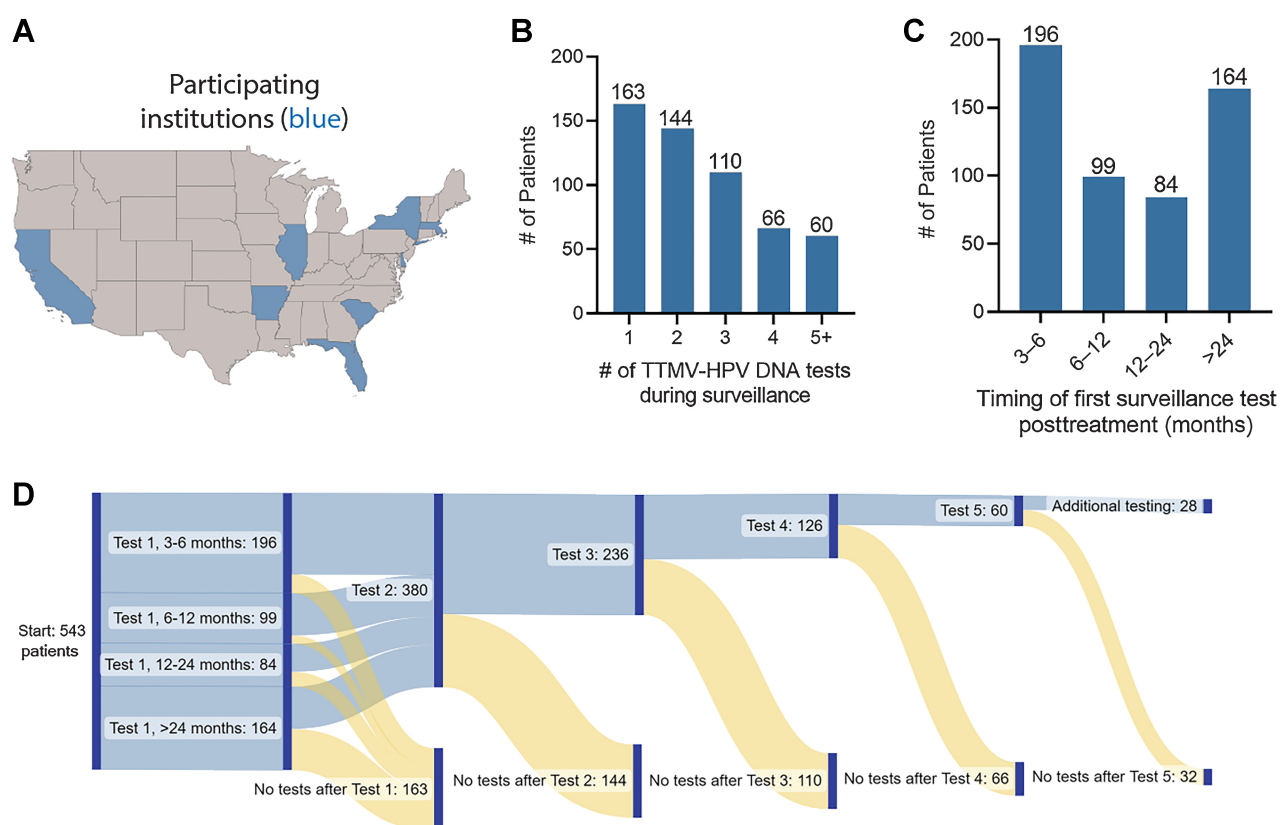 A
Participating
institutions (blue)
B
# of Patients
200
150
100
50
0
163
144
110
66
60
1
2
3
4
5+
# of TTMV-HPV DNA tests
during surveillance
C
# of Patients
200
150
100
50
0
196
99
84
164
3–6
6–12
12–24
>24
Timing of first surveillance test
posttreatment (months)
D
Start: 543
patients
Test 1, 3-6 months: 196
Test 1, 6-12 months: 99
Test 1, 12-24 months: 84
Test 1, >24 months: 164
Test 2: 380
No tests after Test 1: 163
Test 3: 236
No tests after Test 2: 144
Test 4: 126
No tests after Test 3: 110
Test 5: 60
No tests after Test 4: 66
Additional testing: 28
No tests after Test 5: 32